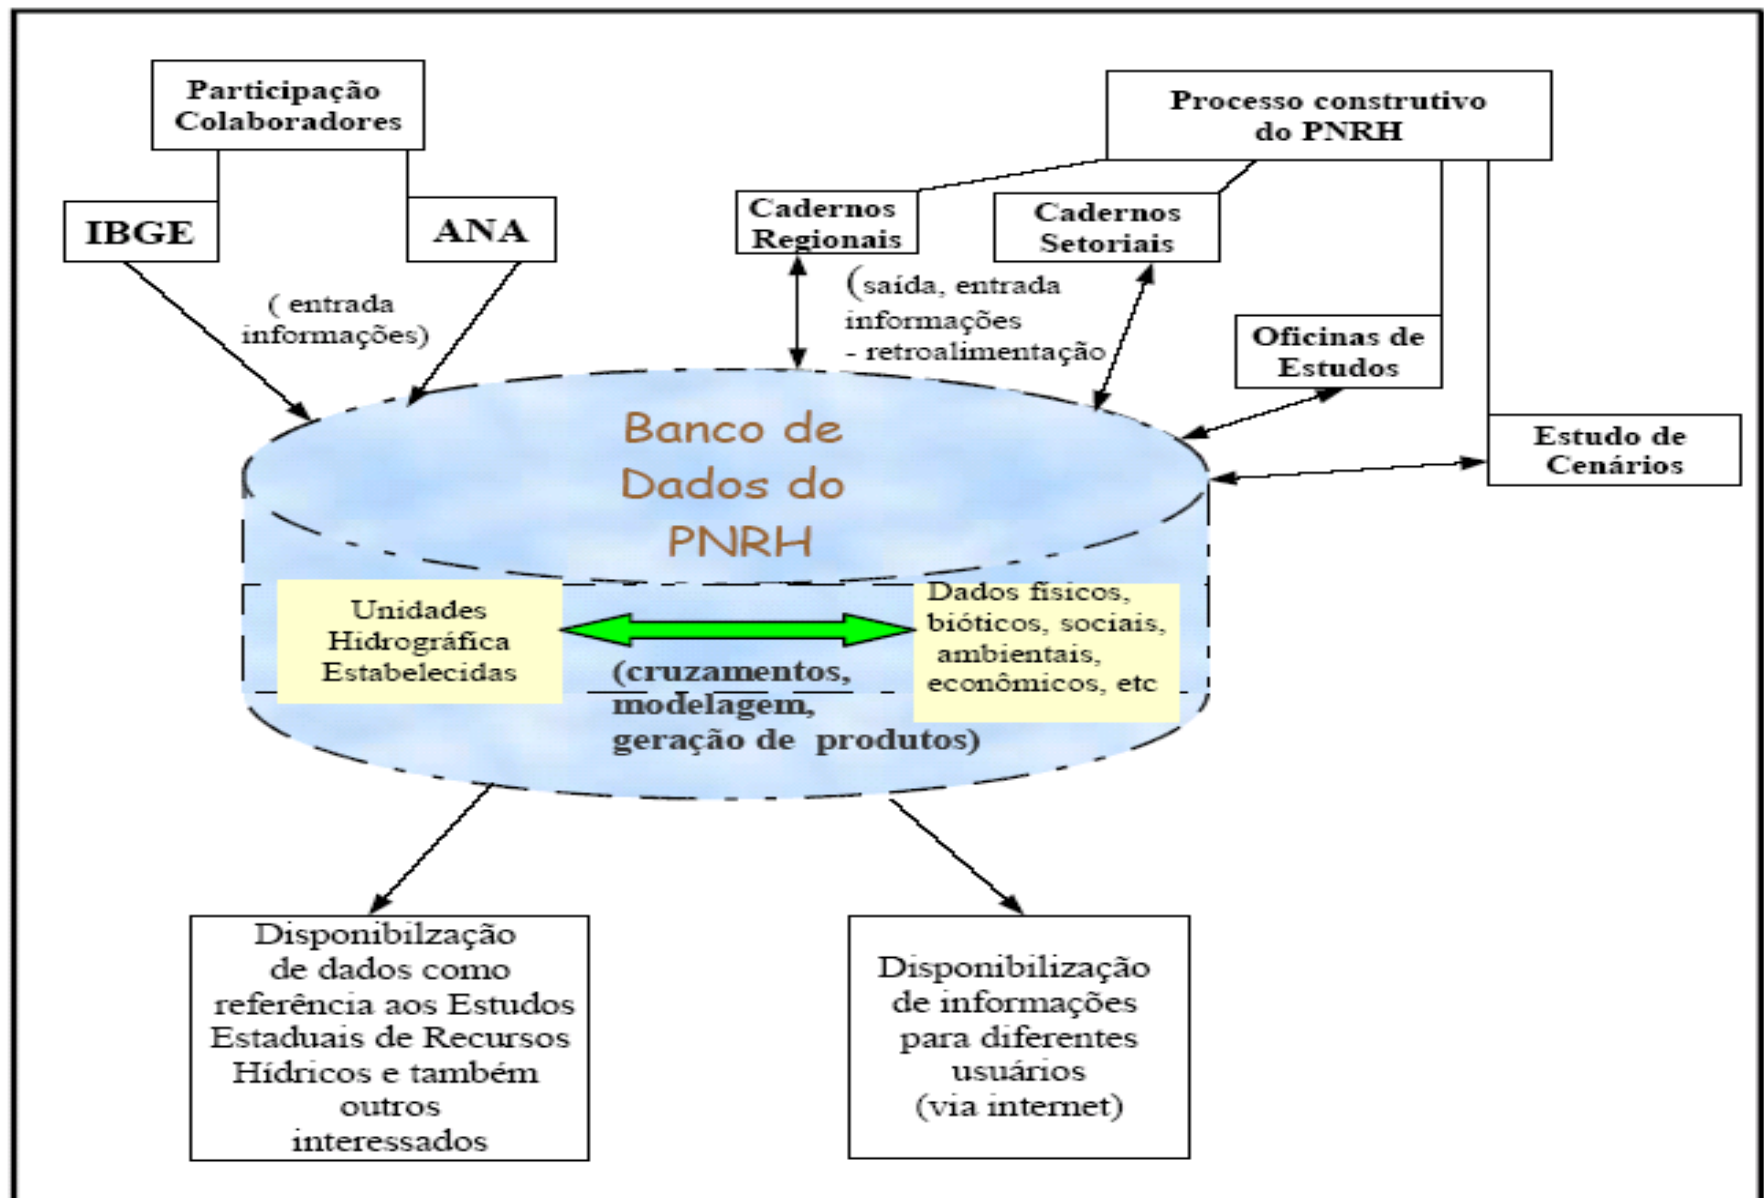 Participação
Colaboradores
IBGE
ANA
( entrada
informações)
Processo construtivo
do PNRH
Cadernos
Regionais
Cadernos
Setoriais
(saída, entrada
informações
- retroalimentação
Oficinas de
Estudos
Estudo de
Cenários
Banco de
Dados do
PNRH
Unidades
Hidrográfica
Estabelecidas
(cruzamentos,
modelagem,
geração de produtos)
Dados físicos,
bióticos, sociais,
ambientais,
econômicos, etc
Disponibilzação
de dados como
referência aos Estudos
Estaduais de Recursos
Hídricos e também
outros
interessados
Disponibilização
de informações
para diferentes
usuários
(via internet)